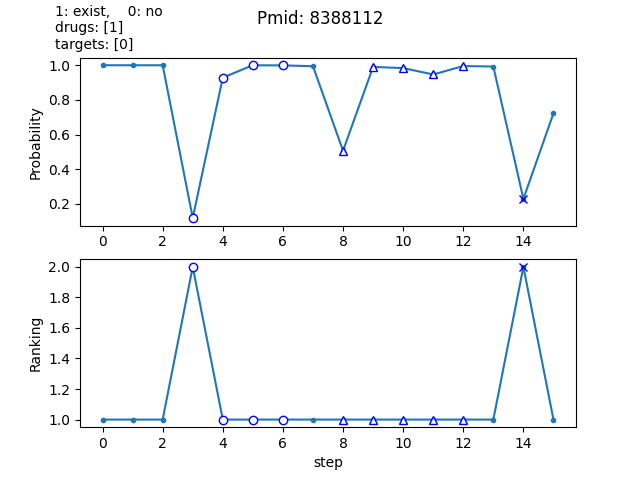 1: exist,    0: no
drugs: [1]
targets: [0]
Pmid: 8388112
Probability
1.0
0.8
0.6
0.4
0.2
0 2 4 6 8 10 12 14
Ranking
2.0
1.8
1.6
1.4
1.2
1.0
0 2 4 6 8 10 12 14
step